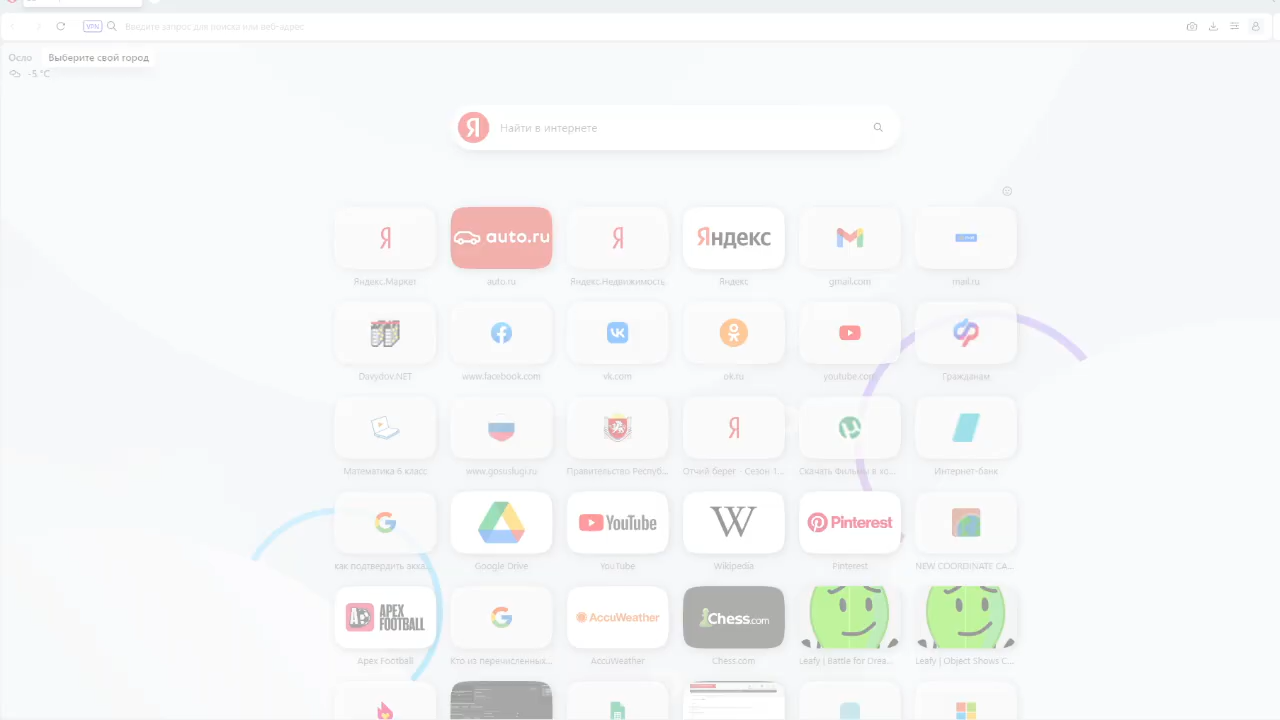 VPN
Введите запрос для поиска или веб-адрес
Осло
Выберите свой город
-5 °C
Я
Найти в интернете
Я
auto.ru
Я
Яндекс
Яндекс.Маркет
auto.ru
Яндекс.Недвижимость
Яндекс
gmail.com
mail.ru
Davydov.NET
www.facebook.com
vk.com
ok.ru
youtube.com
Гражданам
Я
Математика 6 класс
www.gosuslugi.ru
Правительство Респуб...
Отчий берег - Сезон 1...
Скачать Фильмы в хо...
Интернет-банк
YouTube
W
Pinterest
как подтвердить акка...
Google Drive
YouTube
Wikipedia
Pinterest
NEW COORDINATE CA...
APEX
FOOTBALL
AccuWeather
Chess.com
Apex Football
Кто из перечисленных...
AccuWeather
Chess.com
Leafy | Battle for Drea...
Leafy | Object Shows C...